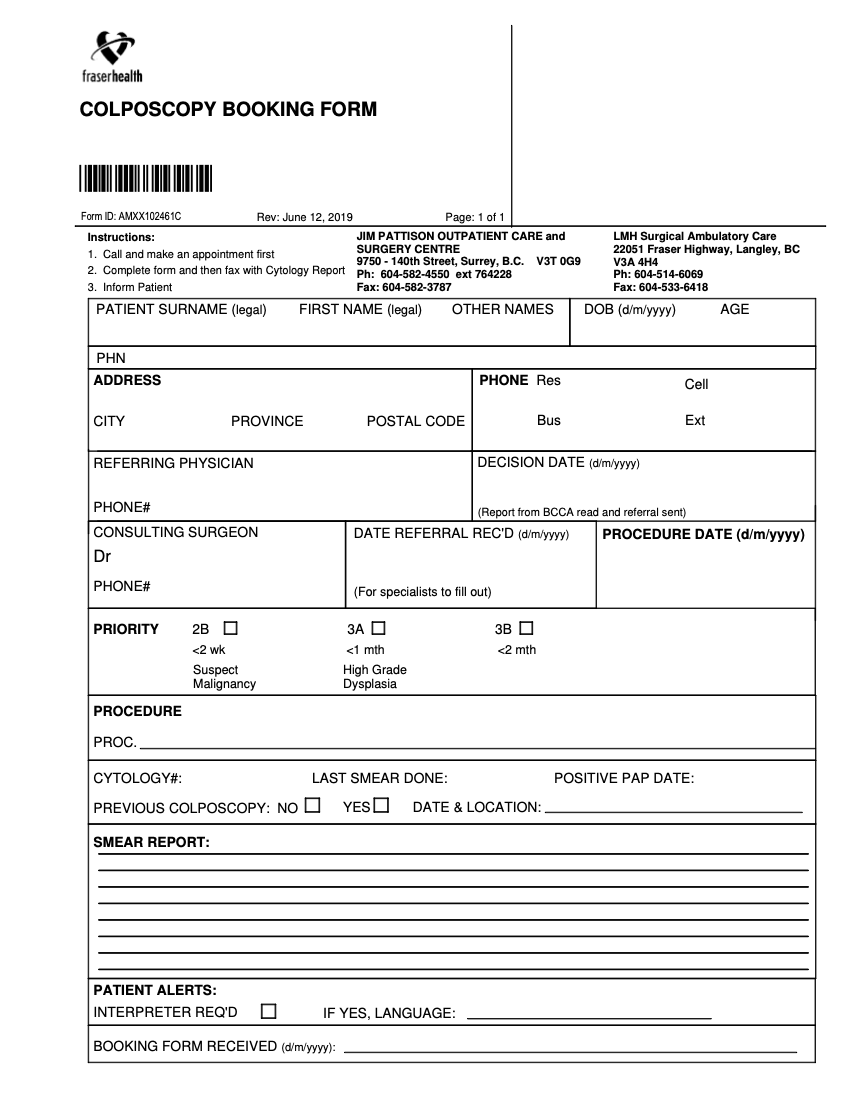 fraserhealth
COLPOSCOPY BOOKING FORM
Form ID: AMXX102461C Rev: June 12, 2019 Page: 1 of 1
Instructions:
1. Call and make an appointment first
2. Complete form and then fax with Cytology Report
3. Inform Patient
JIM PATTISON OUTPATIENT CARE and
SURGERY CENTRE
9750 - 140th Street, Surrey, B.C. V3T 0G9
Ph: 604-582-4550 ext 764228
Fax: 604-582-3787
LMH Surgical Ambulatory Care
22051 Fraser Highway, Langley, BC
V3A 4H4
Ph: 604-514-6069
Fax: 604-533-6418
PATIENT SURNAME (legal) FIRST NAME (legal) OTHER NAMES DOB (d/m/yyyy) AGE
PHN
ADDRESS
CITY PROVINCE POSTAL CODE
PHONE Res Cell
Bus Ext
REFERRING PHYSICIAN
PHONE#
DECISION DATE (d/m/yyyy)
(Report from BCCA read and referral sent)
CONSULTING SURGEON
Dr
PHONE#
DATE REFERRAL REC'D (d/m/yyyy)
(For specialists to fill out)
PROCEDURE DATE (d/m/yyyy)
PRIORITY 2B 3A 3B
<2 wk <1 mth <2 mth
Suspect High Grade
Malignancy Dysplasia
PROCEDURE
PROC.
CYTOLOGY#: LAST SMEAR DONE: POSITIVE PAP DATE:
PREVIOUS COLPOSCOPY: NO YES DATE & LOCATION:
SMEAR REPORT:
PATIENT ALERTS:
INTERPRETER REQ'D IF YES, LANGUAGE:
BOOKING FORM RECEIVED (d/m/yyyy):